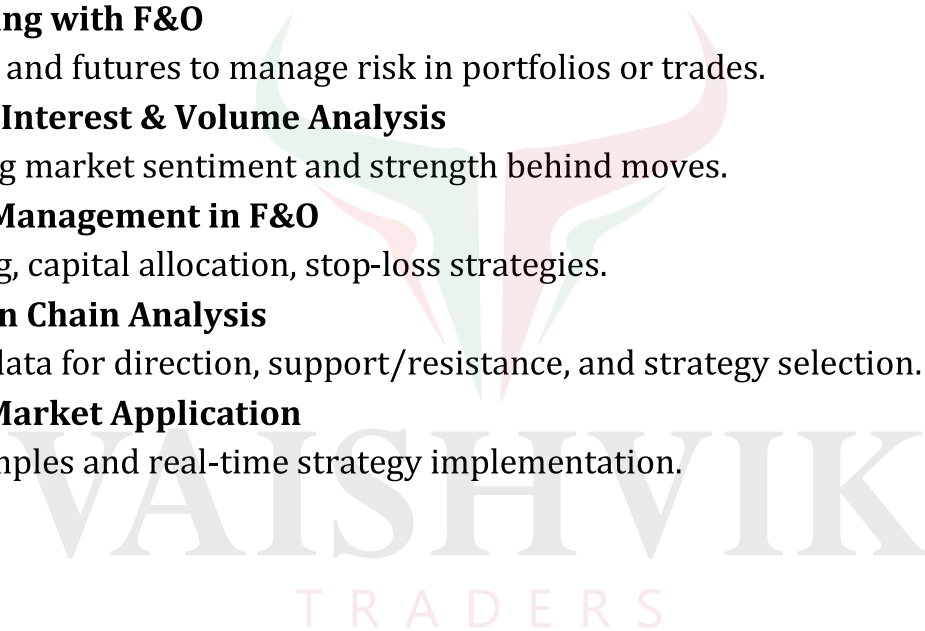 ng with F&O
and futures to manage risk in portfolios or trades.
Interest & Volume Analysis
g market sentiment and strength behind moves.
Management in F&O
g, capital allocation, stop-loss strategies.
n Chain Analysis
data for direction, support/resistance, and strategy selection.
Market Application
mples and real-time strategy implementation.
VAISHVIK
TRADERS